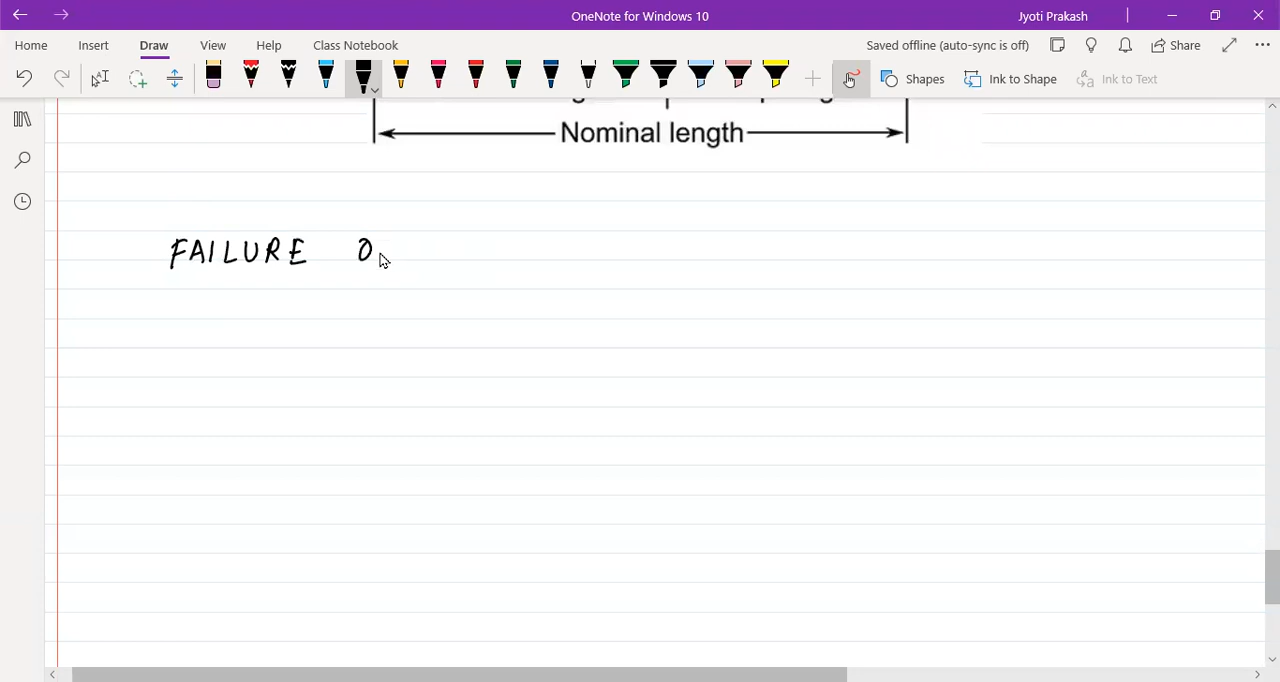 OneNote for Windows 10
Jyoti Prakash
Home Insert Draw View Help Class Notebook
Saved offline (auto-sync is off) Share
Shapes Ink to Shape Ink to Text
Nominal length
FAILURE O